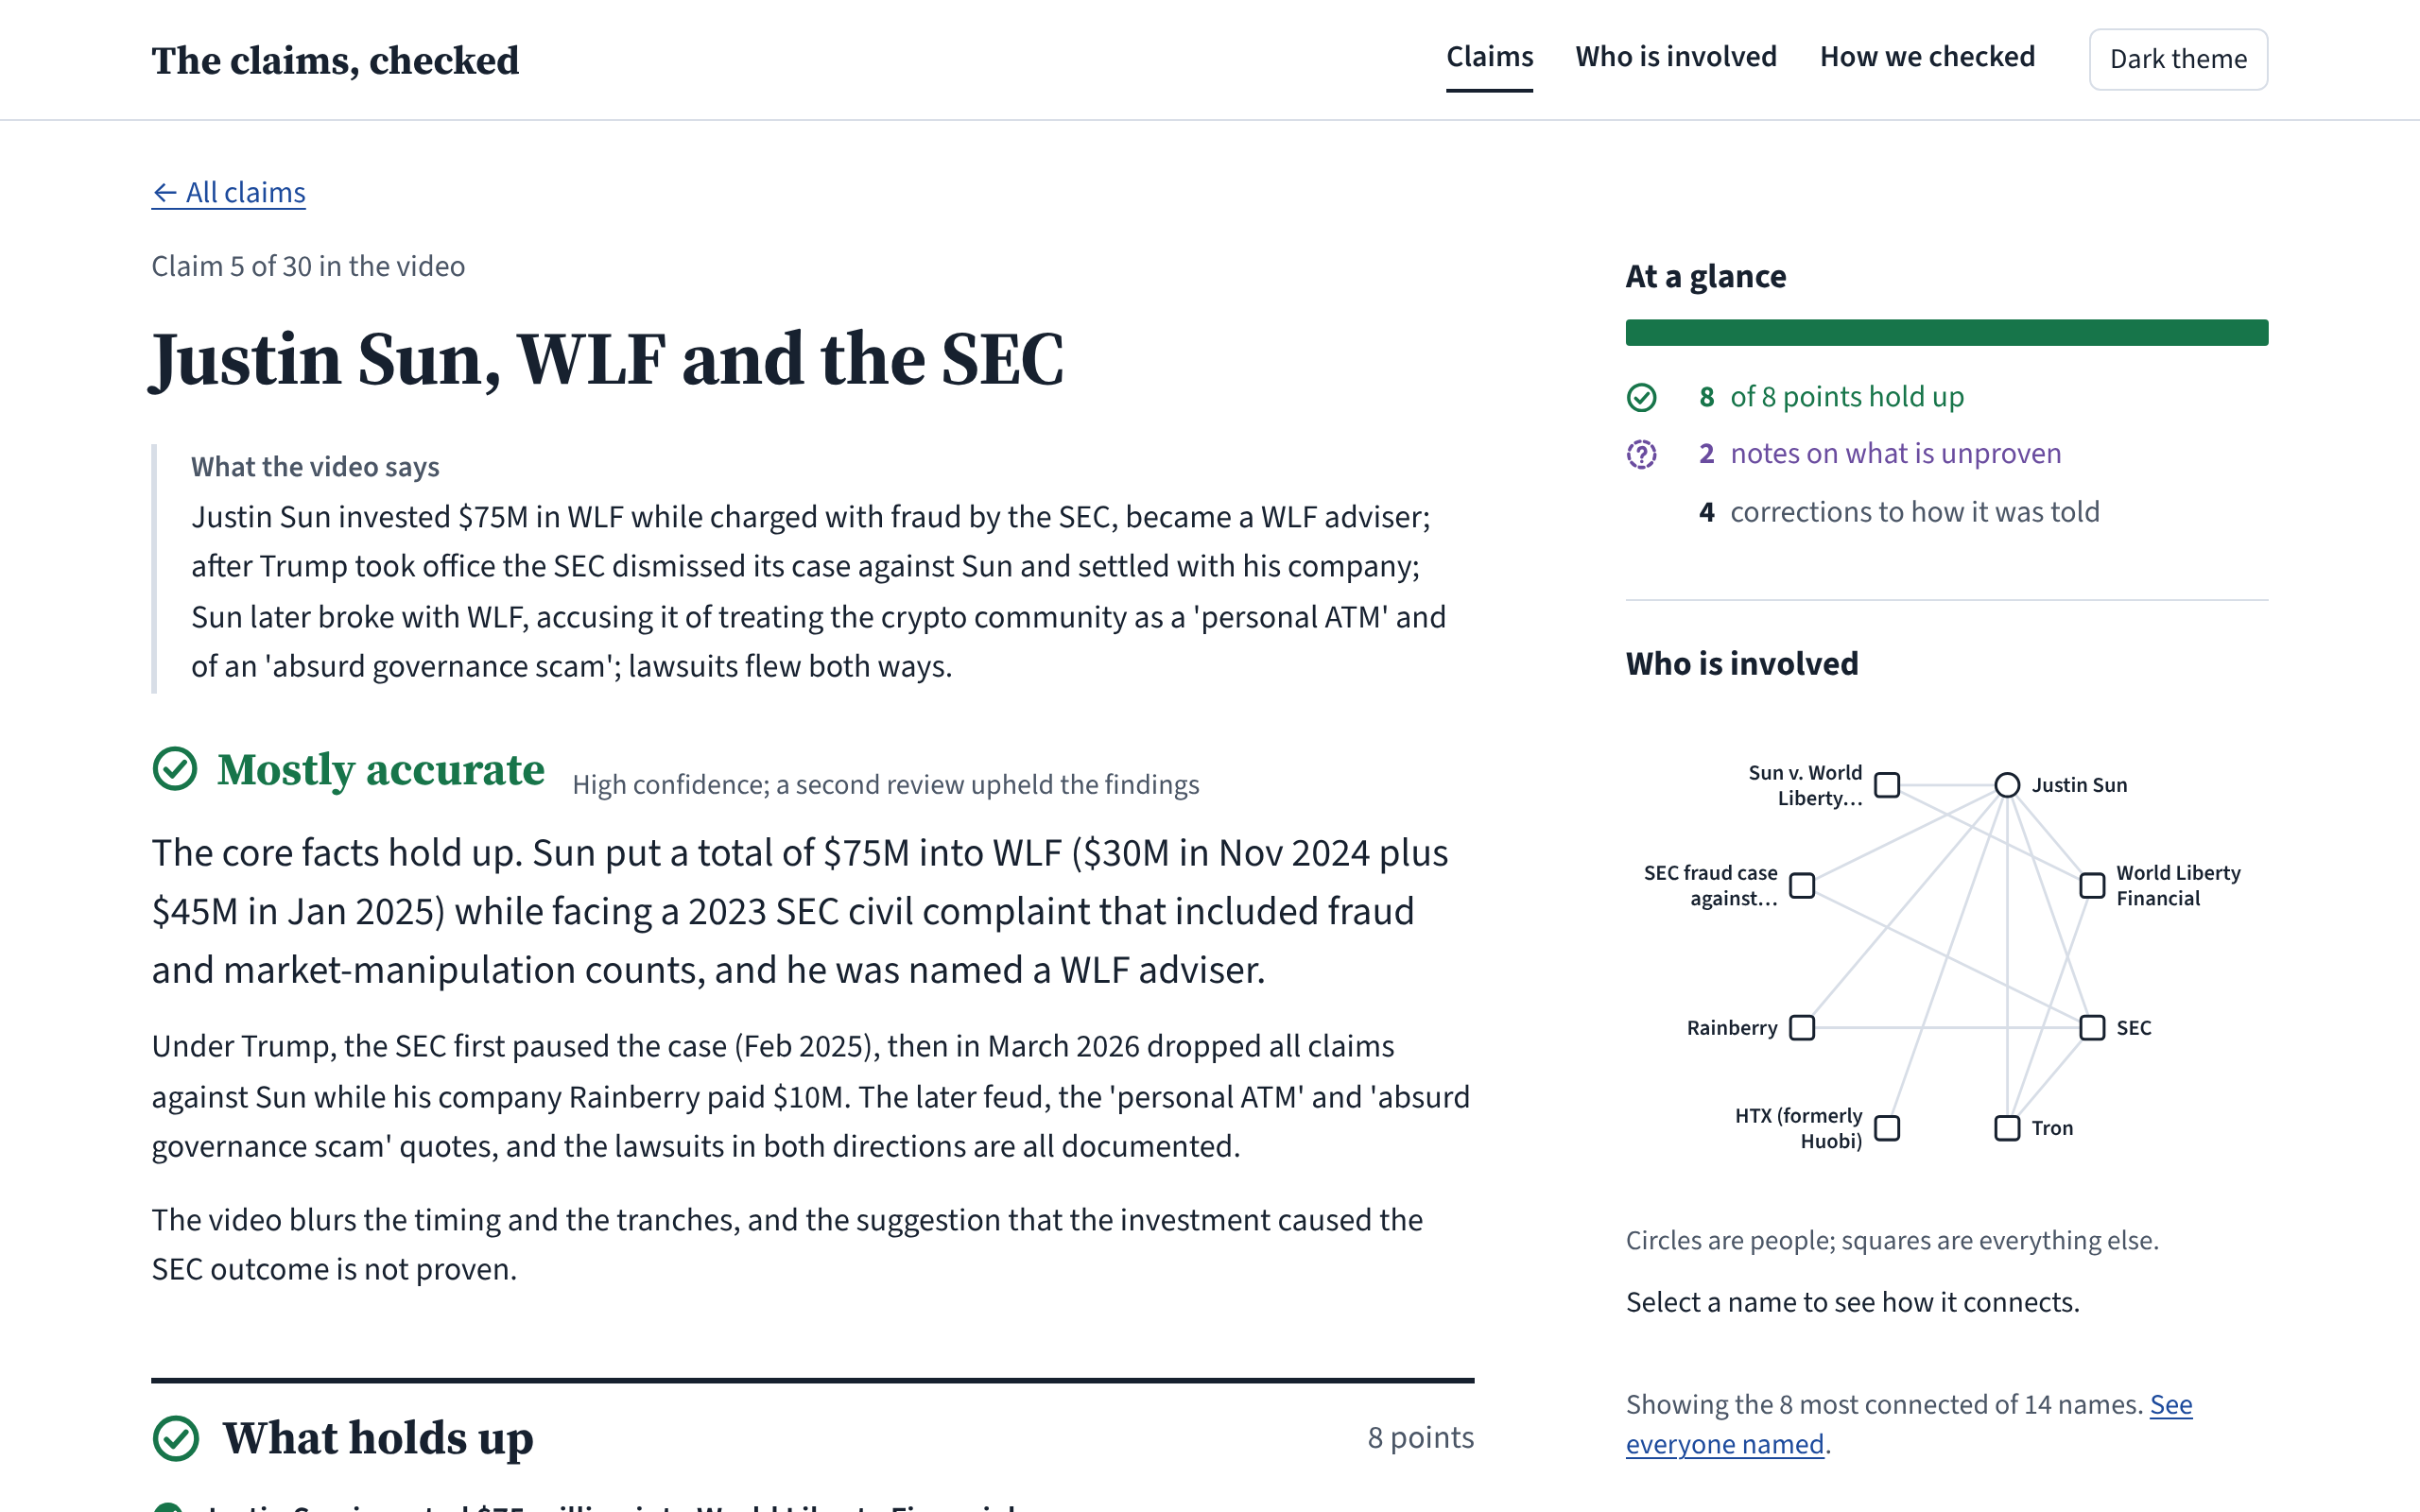 The claims, checked
Claims
Who is involved
How we checked
Dark theme
← All claims
Claim 5 of 30 in the video
Justin Sun, WLF and the SEC
What the video says
Justin Sun invested $75M in WLF while charged with fraud by the SEC, became a WLF adviser;
after Trump took office the SEC dismissed its case against Sun and settled with his company;
Sun later broke with WLF, accusing it of treating the crypto community as a 'personal ATM' and
of an 'absurd governance scam'; lawsuits flew both ways.
Mostly accurate
High confidence; a second review upheld the findings
The core facts hold up. Sun put a total of $75M into WLF ($30M in Nov 2024 plus
$45M in Jan 2025) while facing a 2023 SEC civil complaint that included fraud
and market-manipulation counts, and he was named a WLF adviser.
Under Trump, the SEC first paused the case (Feb 2025), then in March 2026 dropped all claims
against Sun while his company Rainberry paid $10M. The later feud, the 'personal ATM' and 'absurd
governance scam' quotes, and the lawsuits in both directions are all documented.
The video blurs the timing and the tranches, and the suggestion that the investment caused the
SEC outcome is not proven.
What holds up
8 points
At a glance
8 of 8 points hold up
2 notes on what is unproven
4 corrections to how it was told
Who is involved
Sun v. World
Liberty...
Justin Sun
SEC fraud case
against...
World Liberty
Financial
Rainberry
SEC
HTX (formerly
Huobi)
Tron
Circles are people; squares are everything else.
Select a name to see how it connects.
Showing the 8 most connected of 14 names. See
everyone named.